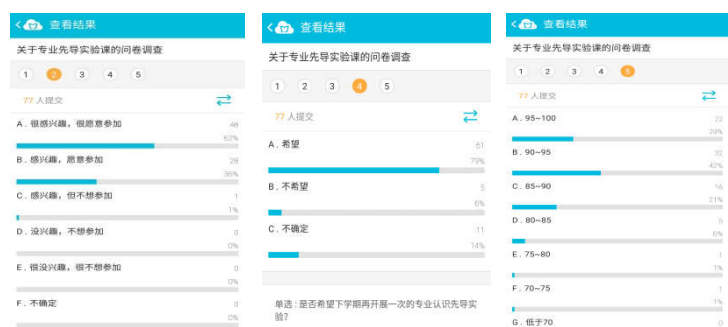 查看结果
关于专业先导实验课的问卷调查
1 2 3 4 5
77 人提交
A. 很感兴趣，很愿意参加 48
62%
B. 感兴趣，愿意参加 28
36%
C. 感兴趣，但不想参加 1
1%
D. 没兴趣，不想参加 0
0%
E. 很没兴趣，很不想参加 0
0%
F. 不确定 0
0%
查看结果
关于专业先导实验课的问卷调查
1 2 3 4 5
77 人提交
A. 希望 61
79%
B. 不希望 5
6%
C. 不确定 11
14%
单选：是否希望下学期再开展一次的专业认识先导实
验?
查看结果
关于专业先导实验课的问卷调查
1 2 3 4 5
77 人提交
A. 95~100 22
29%
B. 90~95 32
42%
C. 85~90 16
21%
D. 80~85 5
6%
E. 75~80 1
1%
F. 70~75 1
1%
G. 低于70 0